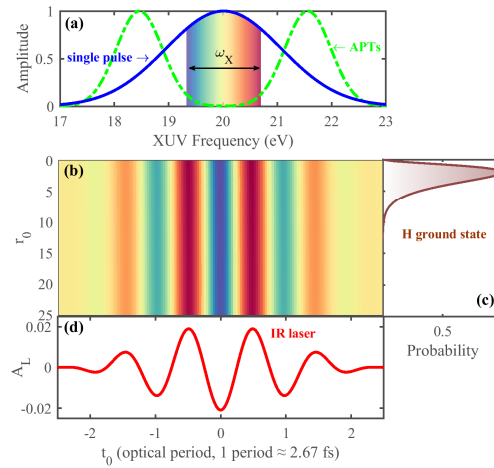 (a)
(b)
1
0.5
0
Amplitude
single pulse →
ω_X
← APTs
17 18 19 20 21 22 23
XUV Frequency (eV)
(b)
0
5
10
15
20
25
r_0
H ground state
(c)
0.5
Probability
(d)
IR laser
0.02
0
-0.02
A_L
-2 -1 0 1 2
t_0 (optical period, 1 period ≈ 2.67 fs)